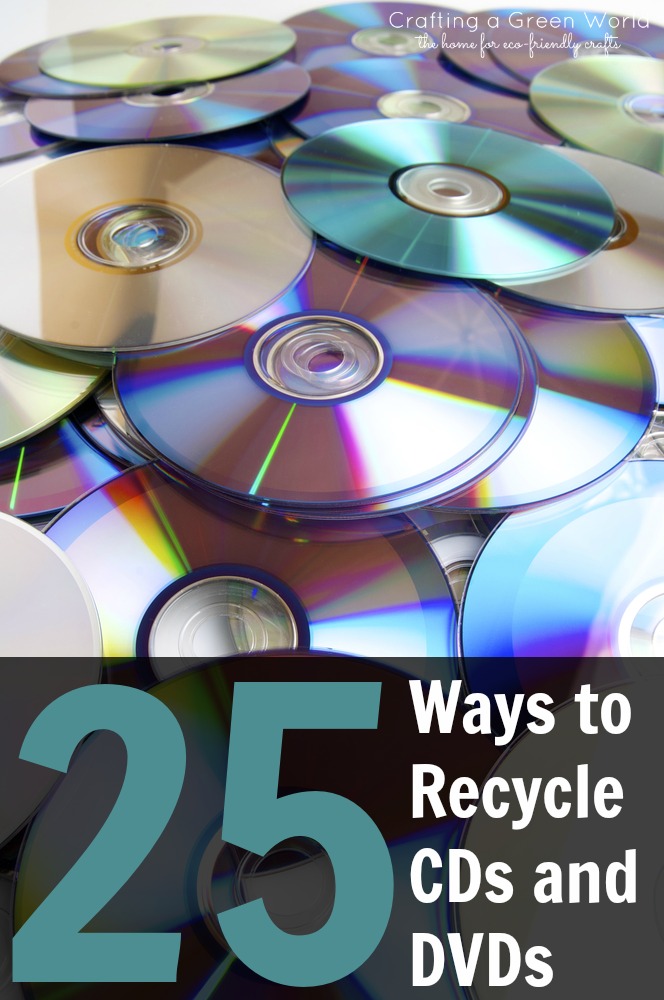 Crafting a Green World
the home for eco-friendly crafts
25
Ways to
Recycle
CDs and
DVDs